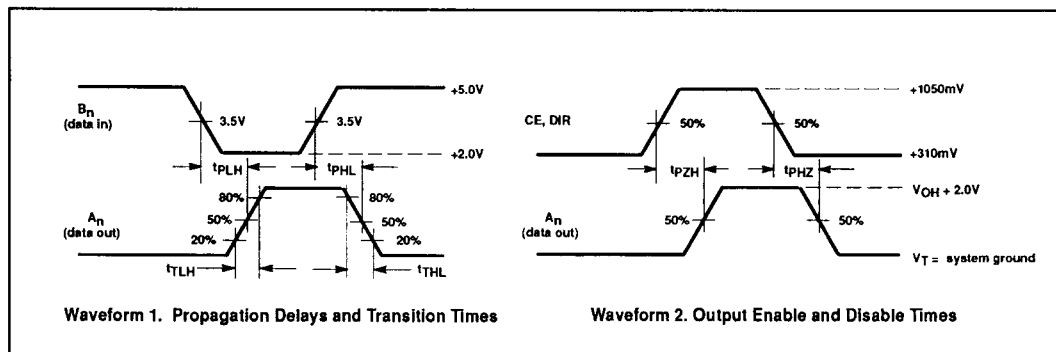 Bn
(data in)
3.5V
3.5V
+5.0V
+2.0V
tPLH
tPHL
An
(data out)
80%
50%
20%
80%
50%
20%
tTLH
tTHL
Waveform 1. Propagation Delays and Transition Times
CE, DIR
50%
50%
+1050mV
+310mV
tPZH
tPHZ
An
(data out)
50%
50%
VOH + 2.0V
VT = system ground
Waveform 2. Output Enable and Disable Times